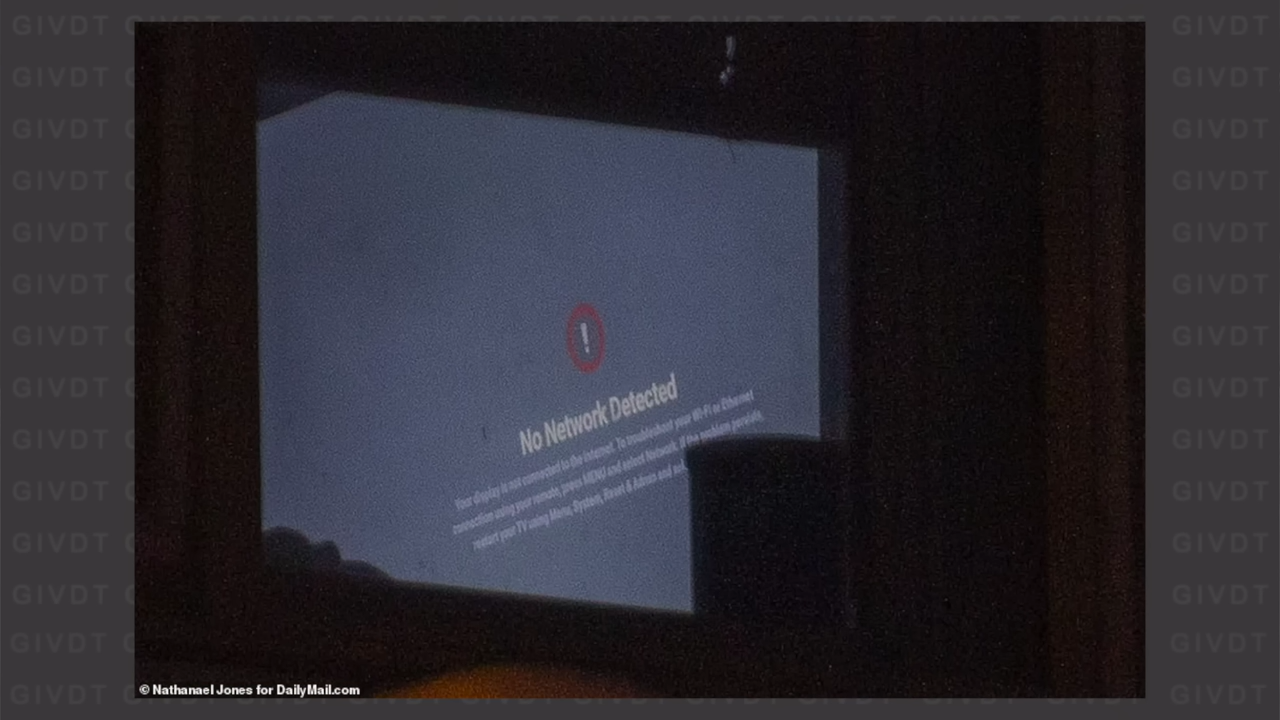 No Network Detected
Your display is not connected to the internet. To troubleshoot your Wi-Fi or Ethernet
connection using your remote, press MENU and select Network. If the problem persists,
restart your TV using Menu, System, Reset & Admin and
© Nathanael Jones for DailyMail.com
GIVDT